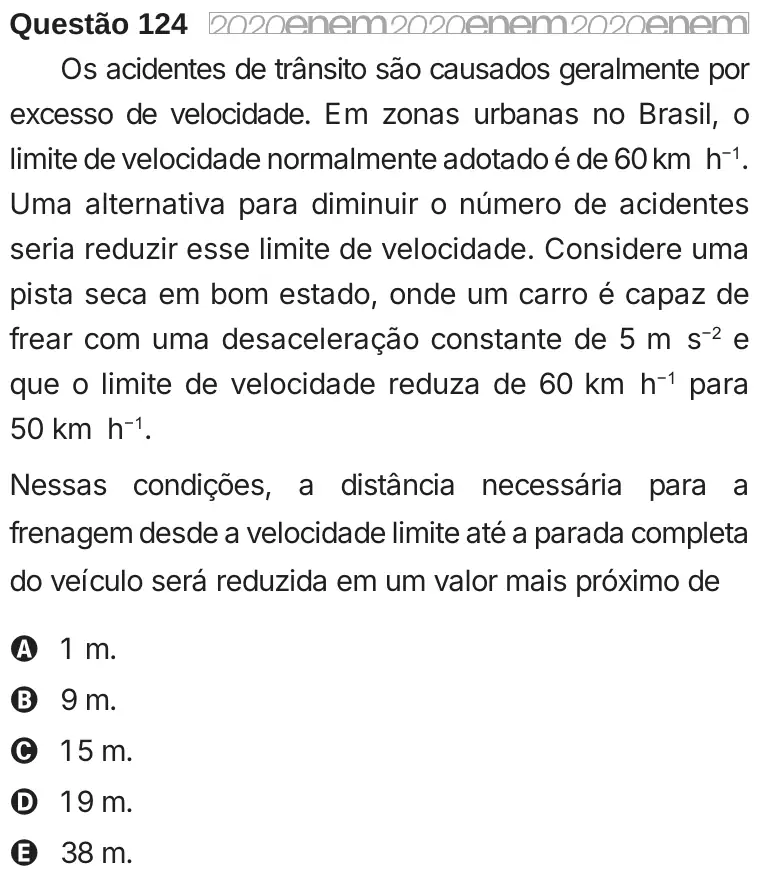 Questão 124 2020enem2020enem2020enem
Os acidentes de trânsito são causados geralmente por
excesso de velocidade. Em zonas urbanas no Brasil, o
limite de velocidade normalmente adotado é de 60 km h⁻¹.
Uma alternativa para diminuir o número de acidentes
seria reduzir esse limite de velocidade. Considere uma
pista seca em bom estado, onde um carro é capaz de
frear com uma desaceleração constante de 5 m s⁻² e
que o limite de velocidade reduza de 60 km h⁻¹ para
50 km h⁻¹.
Nessas condições, a distância necessária para a
frenagem desde a velocidade limite até a parada completa
do veículo será reduzida em um valor mais próximo de
A 1 m.
B 9 m.
C 15 m.
D 19 m.
E 38 m.